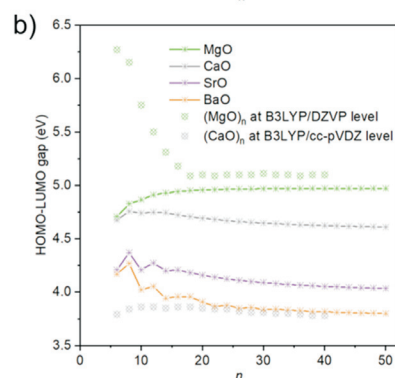 b)
6.5
6.0
5.5
5.0
4.5
4.0
3.5
HOMO-LUMO gap (eV)
MgO
CaO
SrO
BaO
(MgO)n at B3LYP/DZVP level
(CaO)n at B3LYP/cc-pVDZ level
0 10 20 30 40 50
n